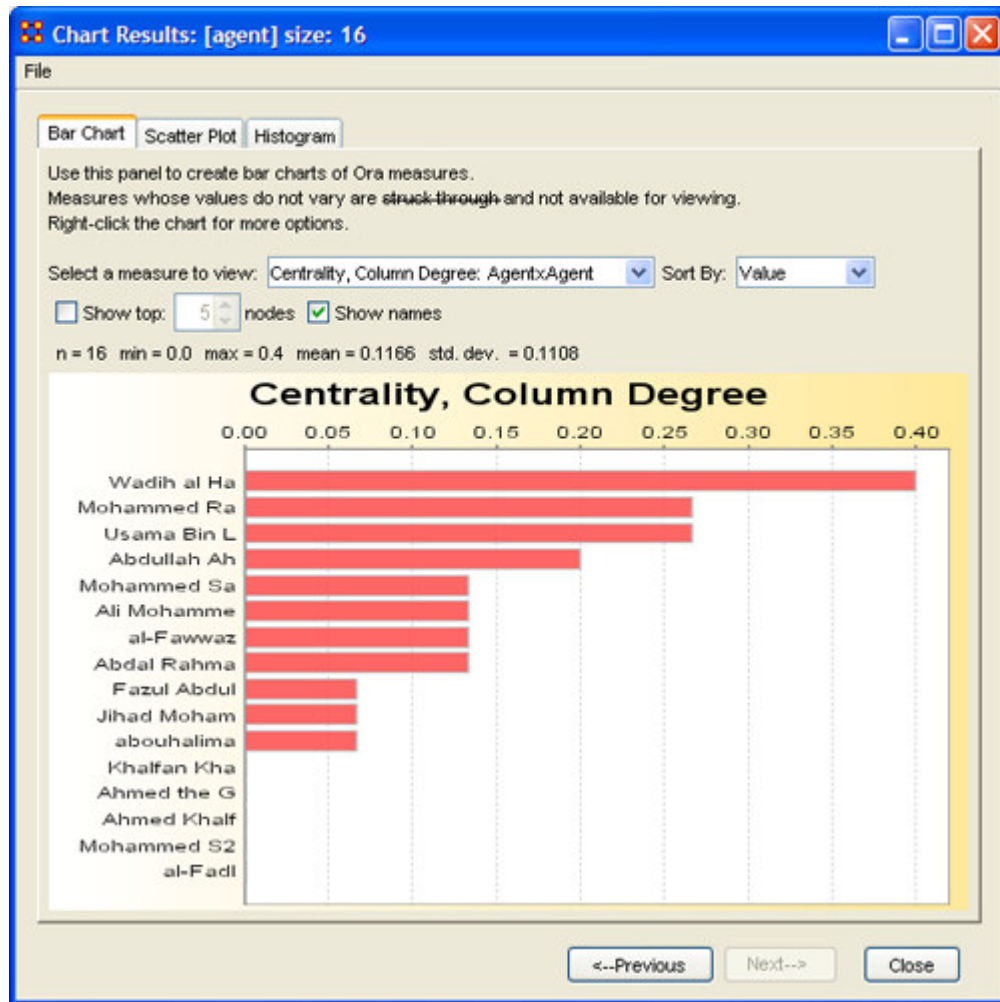 Chart Results: [agent] size: 16
File
Bar Chart Scatter Plot Histogram
Use this panel to create bar charts of Ora measures.
Measures whose values do not vary are struck through and not available for viewing.
Right-click the chart for more options.
Select a measure to view: Centrality, Column Degree: AgentxAgent Sort By: Value
Show top: 5 nodes Show names
n = 16 min = 0.0 max = 0.4 mean = 0.1166 std. dev. = 0.1108
Centrality, Column Degree
0.00 0.05 0.10 0.15 0.20 0.25 0.30 0.35 0.40
Wadih al Ha
Mohammed Ra
Usama Bin L
Abdullah Ah
Mohammed Sa
Ali Mohamme
al-Fawwaz
Abdal Rahma
Fazul Abdul
Jihad Moham
abouhalima
Khalfan Kha
Ahmed the G
Ahmed Khalf
Mohammed S2
al-Fadl
<--Previous Next--> Close